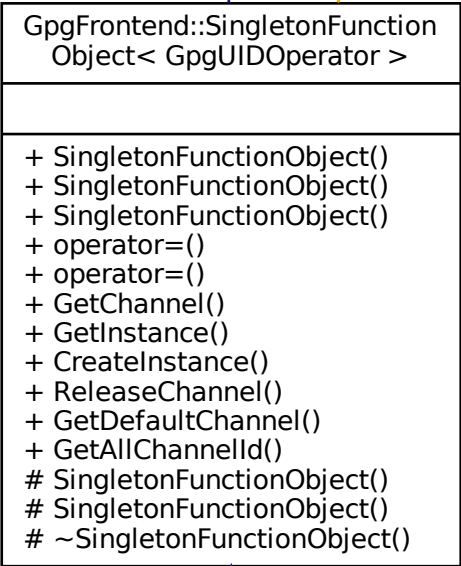 GpgFrontend::SingletonFunction
Object< GpgUIDOperator >
+ SingletonFunctionObject()
+ SingletonFunctionObject()
+ SingletonFunctionObject()
+ operator=()
+ operator=()
+ GetChannel()
+ GetInstance()
+ CreateInstance()
+ ReleaseChannel()
+ GetDefaultChannel()
+ GetAllChannelId()
# SingletonFunctionObject()
# SingletonFunctionObject()
# ~SingletonFunctionObject()